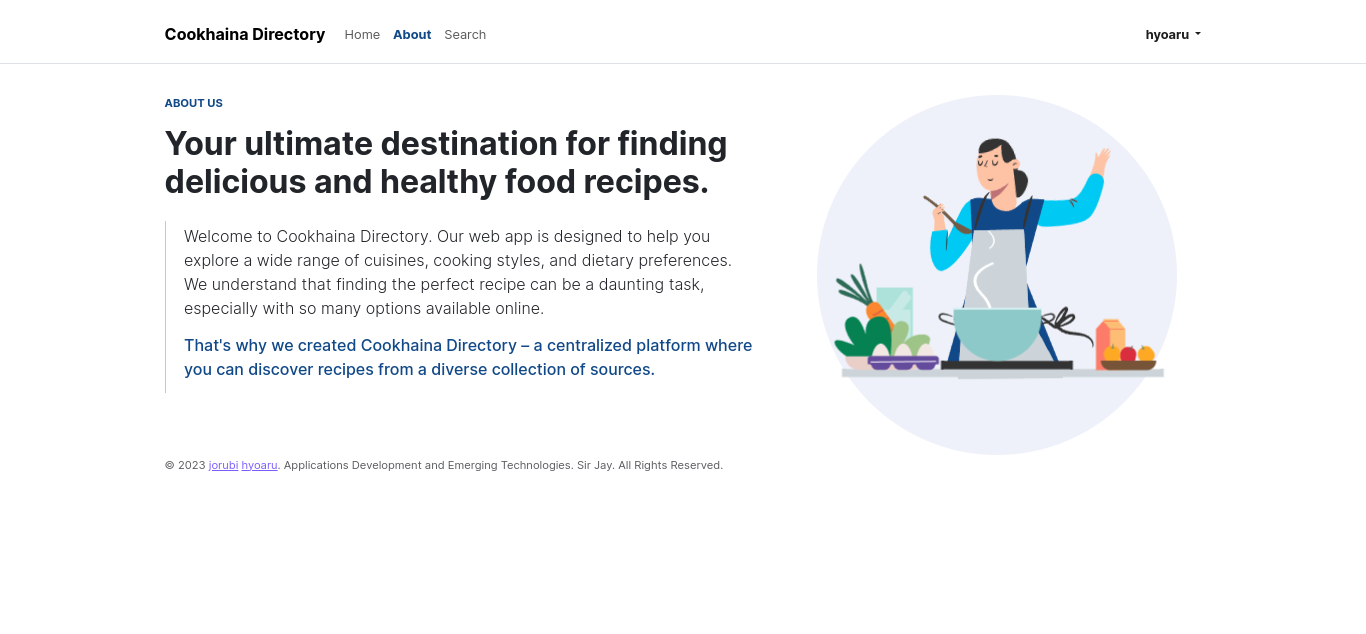 Cookhaina Directory Home About Search hyoaru
ABOUT US
Your ultimate destination for finding
delicious and healthy food recipes.
Welcome to Cookhaina Directory. Our web app is designed to help you
explore a wide range of cuisines, cooking styles, and dietary preferences.
We understand that finding the perfect recipe can be a daunting task,
especially with so many options available online.
That's why we created Cookhaina Directory – a centralized platform where
you can discover recipes from a diverse collection of sources.
© 2023 jorubi hyoaru. Applications Development and Emerging Technologies. Sir Jay. All Rights Reserved.